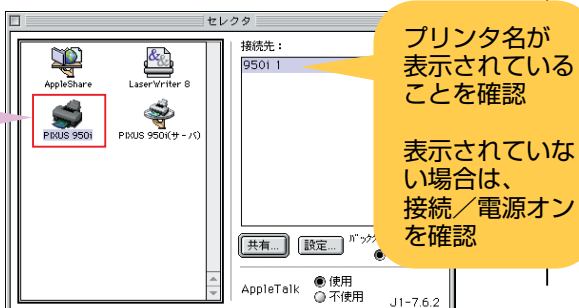 セレクタ
AppleShare
LaserWriter 8
PIXUS 950i
PIXUS 950i(サーバ)
接続先：
950i 1
共有...
設定...
AppleTalk
使用
不使用
J1-7.6.2
プリンタ名が
表示されている
ことを確認
表示されていな
い場合は、
接続／電源オン
を確認